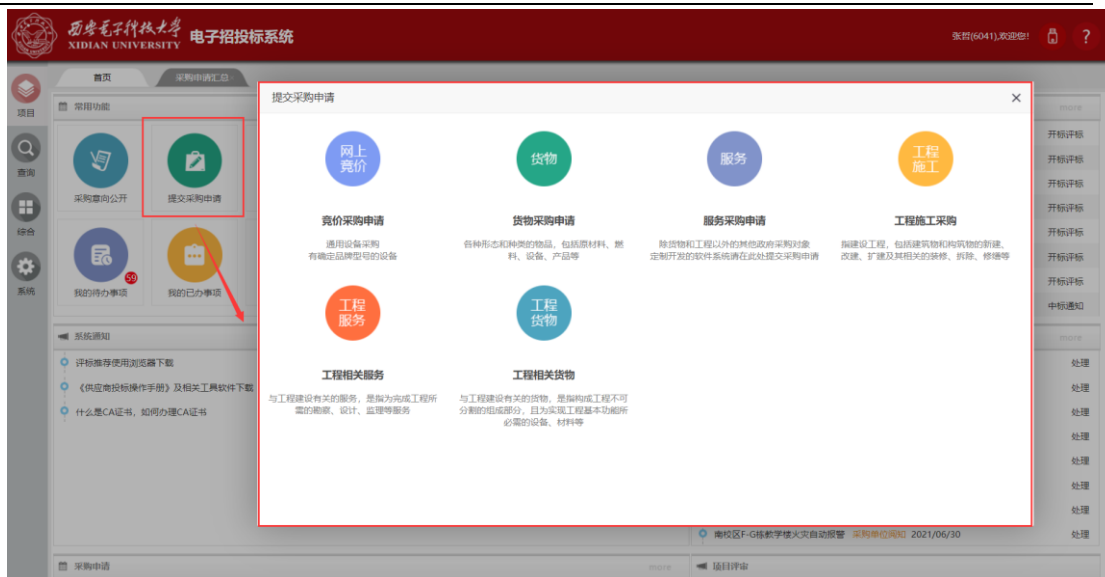 西安电子科技大学
XIDIAN UNIVERSITY
电子招投标系统
张哲(6041),欢迎您!
?
首页
采购申请汇总
项目
查询
综合
系统
常用功能
more
采购意向公开
提交采购申请
我的待办事项
59
我的已办事项
提交采购申请
×
网上
竞价
竞价采购申请
通用设备采购
有确定品牌型号的设备
货物
货物采购申请
各种形态和种类的物品，包括原材料、燃
料、设备、产品等
服务
服务采购申请
除货物和工程以外的其他政府采购对象
定制开发的软件系统请在此处提交采购申请
工程
施工
工程施工采购
指建设工程，包括建筑物和构筑物的新建、
改建、扩建及其相关的装修、拆除、修缮等
工程
服务
工程相关服务
与工程建设有关的服务，是指为完成工程所
需的勘察、设计、监理等服务
工程
货物
工程相关货物
与工程建设有关的货物，是指构成工程不可
分割的组成部分，且为实现工程基本功能所
必需的设备、材料等
开标评标
开标评标
开标评标
开标评标
开标评标
开标评标
开标评标
中标通知
系统通知
more
评标推荐使用浏览器下载
《供应商投标操作手册》及相关工具软件下载
什么是CA证书，如何办理CA证书
处理
处理
处理
处理
处理
处理
处理
南校区F-G栋教学楼火灾自动报警 采购单位阅知 2021/06/30 处理
采购申请
more
项目评审